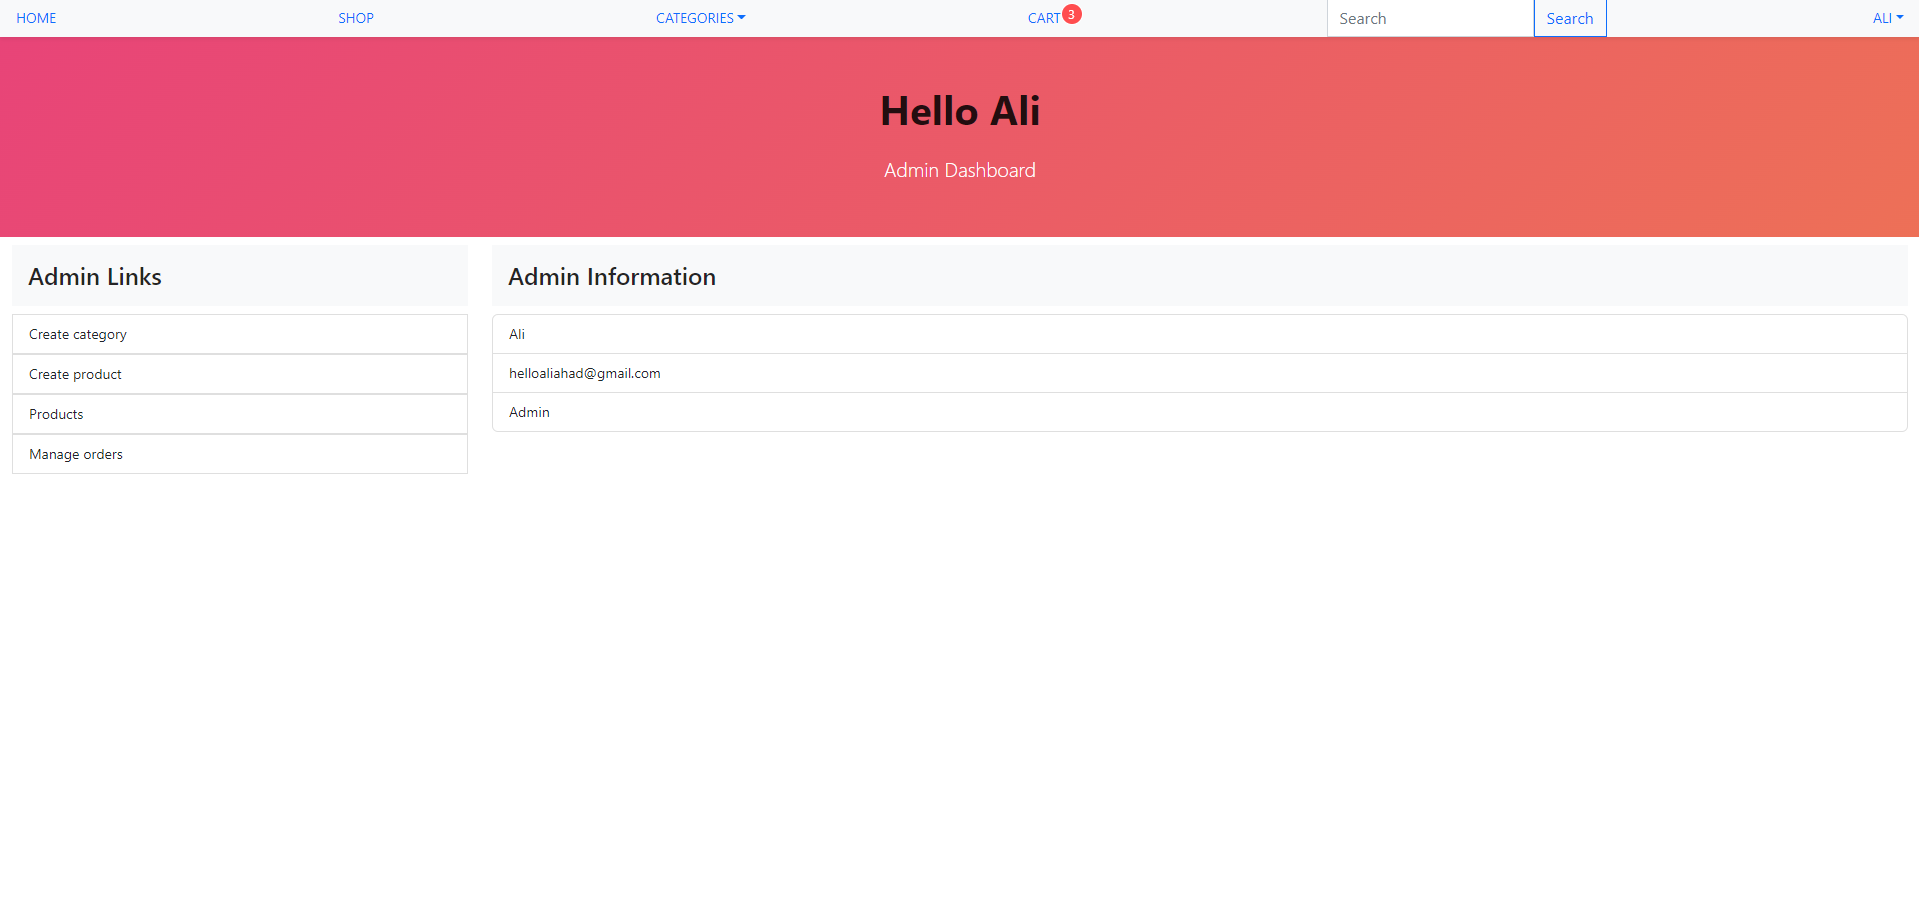 HOME SHOP CATEGORIES CART 3 Search Search ALI
Hello Ali
Admin Dashboard
Admin Links
Create category
Create product
Products
Manage orders
Admin Information
Ali
helloaliahad@gmail.com
Admin